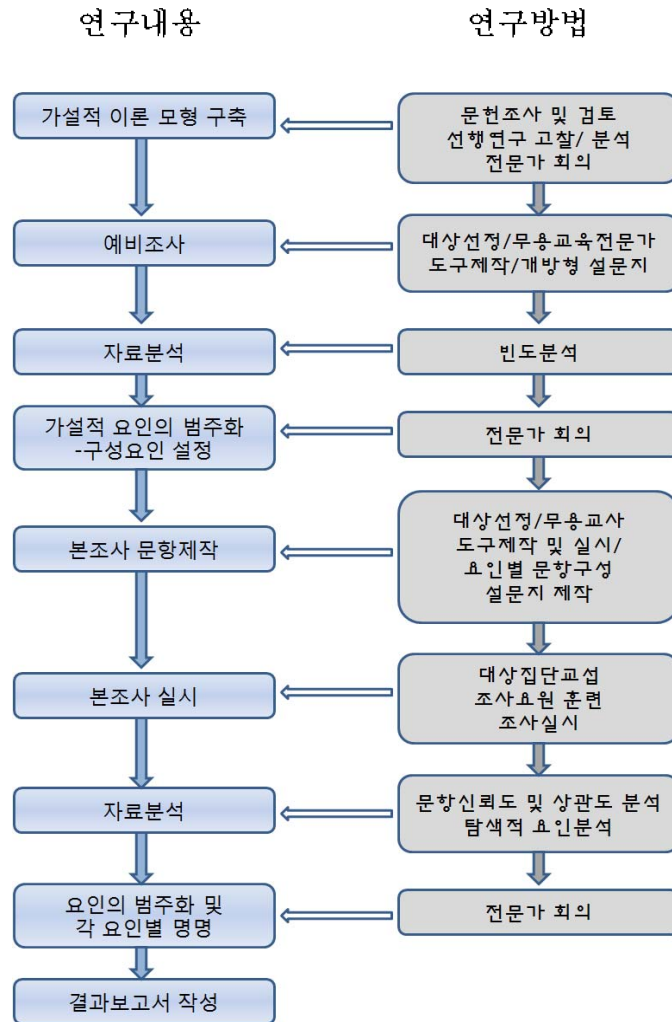 연구내용
연구방법
가설적 이론 모형 구축
문헌조사 및 검토
선행연구 고찰/ 분석
전문가 회의
예비조사
대상선정/무용교육전문가
도구제작/개방형 설문지
자료분석
빈도분석
가설적 요인의 범주화
-구성요인 설정
전문가 회의
본조사 문항제작
대상선정/무용교사
도구제작 및 실시/
요인별 문항구성
설문지 제작
본조사 실시
대상집단교섭
조사요원 훈련
조사실시
자료분석
문항신뢰도 및 상관도 분석
탐색적 요인분석
요인의 범주화 및
각 요인별 명명
전문가 회의
결과보고서 작성